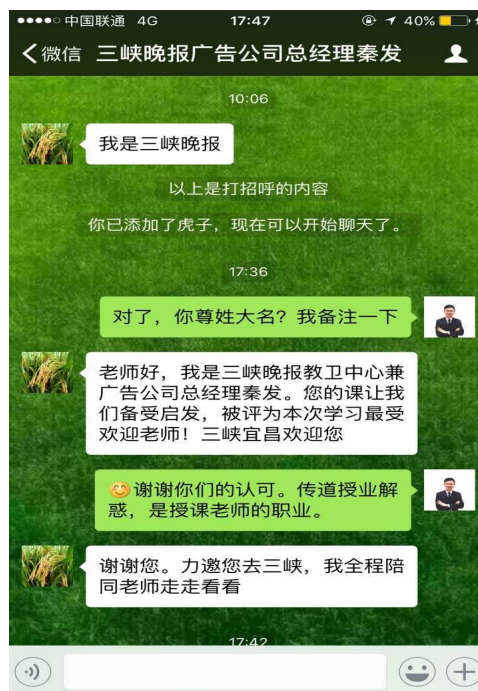 中国联通 4G 17:47 40%
微信 三峡晚报广告公司总经理秦发
10:06
我是三峡晚报
以上是打招呼的内容
你已添加了虎子，现在可以开始聊天了。
17:36
对了，你尊姓大名？我备注一下
老师好，我是三峡晚报教卫中心兼
广告公司总经理秦发。您的课让我
们备受启发，被评为本次学习最受
欢迎老师！三峡宜昌欢迎您
谢谢你们的认可。传道授业解
惑，是授课老师的职业。
谢谢您。力邀您去三峡，我全程陪
同老师走走看看
17:42